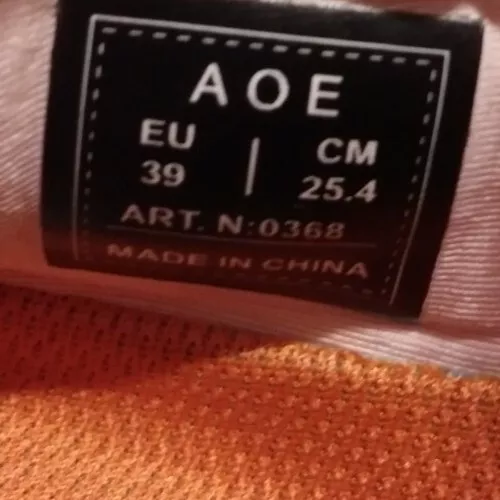 AOE
EU | CM
39 25.4
ART. N:0368
MADE IN CHINA